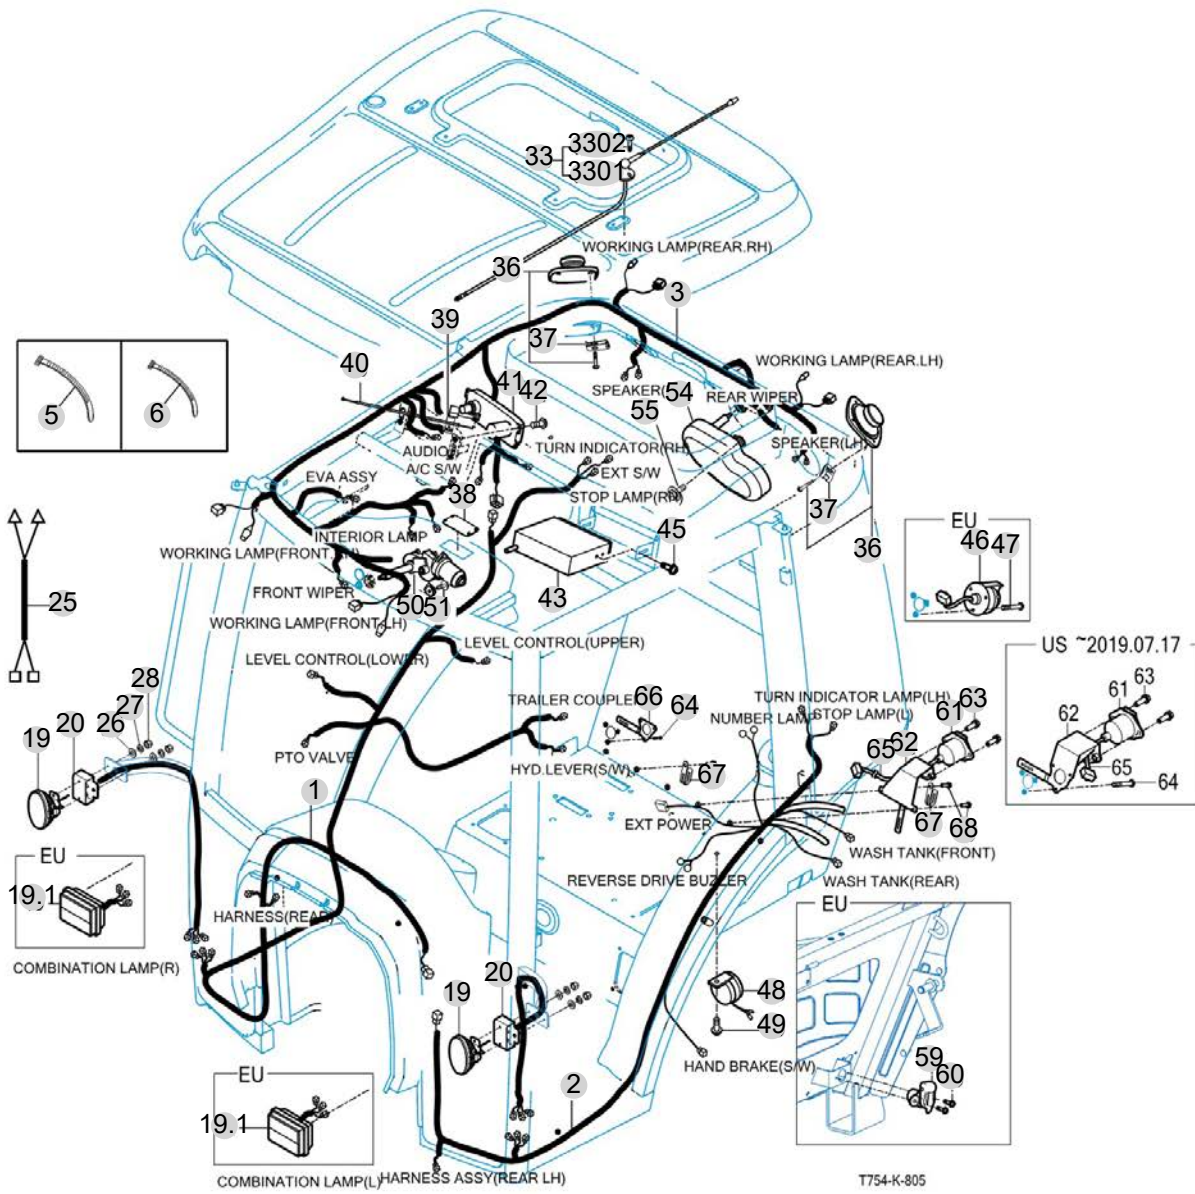 3302
33
3301
WORKING LAMP(REAR.RH)
36
3
39
37
40
WORKING LAMP(REAR.LH)
41
42
SPEAKER(
54
REAR WIPER
5
6
55
AUDIO
TURN INDICATOR(RH)
SPEAKER(LH)
A/C S/W
EXT S/W
EVA ASSY
38
STOP LAMP(RH)
37
EU
46
47
INTERIOR LAMP
45
36
WORKING LAMP(FRONT RH)
FRONT WIPER
50
51
43
25
WORKING LAMP(FRONT.LH)
LEVEL CONTROL(UPPER)
US ~2019.07.17
LEVEL CONTROL(LOWER)
28
27
26
20
19
TRAILER COUPLER
66
64
TURN INDICATOR LAMP(LH)
NUMBER LAMP
STOP LAMP(L)
61
63
61
63
62
PTO VALVE
HYD.LEVER(S/W)
67
65
62
65
64
1
EXT POWER
67
68
WASH TANK(FRONT)
EU
19.1
REVERSE DRIVE BUZZER
WASH TANK(REAR)
HARNESS(REAR)
EU
COMBINATION LAMP(R)
20
19
48
49
HAND BRAKE(S/W)
59
60
EU
2
19.1
COMBINATION LAMP(L)
HARNESS ASSY(REAR LH)
T754-K-805